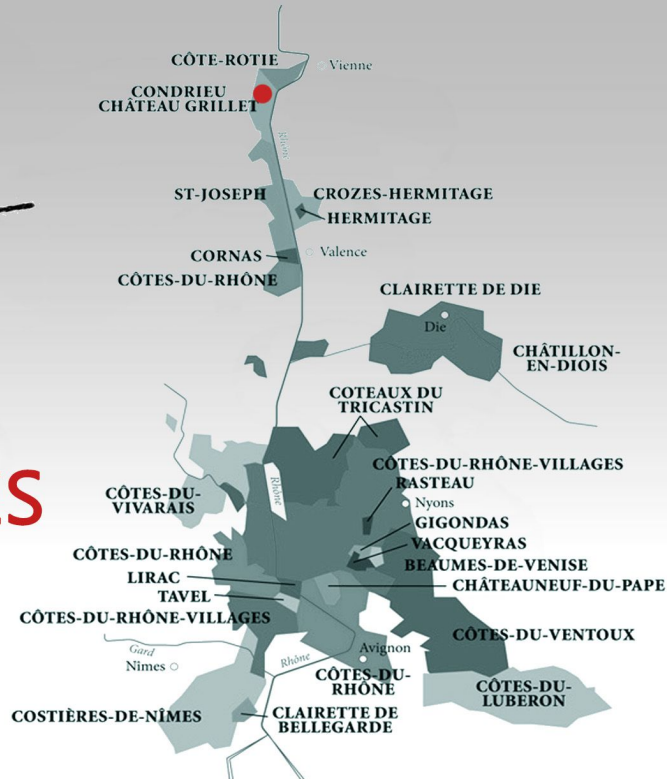 CÔTE-ROTIE
Vienne
CONDRIEU
CHÂTEAU GRILLET
Rhône
ST-JOSEPH
CROZES-HERMITAGE
HERMITAGE
CORNAS
Valence
CÔTES-DU-RHÔNE
CLAIRETTE DE DIE
Die
CHÂTILLON-
EN-DIOIS
COTEAUX DU
TRICASTIN
CÔTES-DU-RHÔNE-VILLAGES
RASTEAU
Rhône
CÔTES-DU-
VIVARAIS
Nyons
GIGONDAS
VACQUEYRAS
CÔTES-DU-RHÔNE
BEAUMES-DE-VENISE
LIRAC
CHÂTEAUNEUF-DU-PAPE
TAVEL
CÔTES-DU-RHÔNE-VILLAGES
CÔTES-DU-VENTOUX
Gard
Avignon
Nîmes
Rhône
CÔTES-DU-
RHÔNE
CÔTES-DU-
LUBERON
COSTIÈRES-DE-NÎMES
CLAIRETTE DE
BELLEGARDE